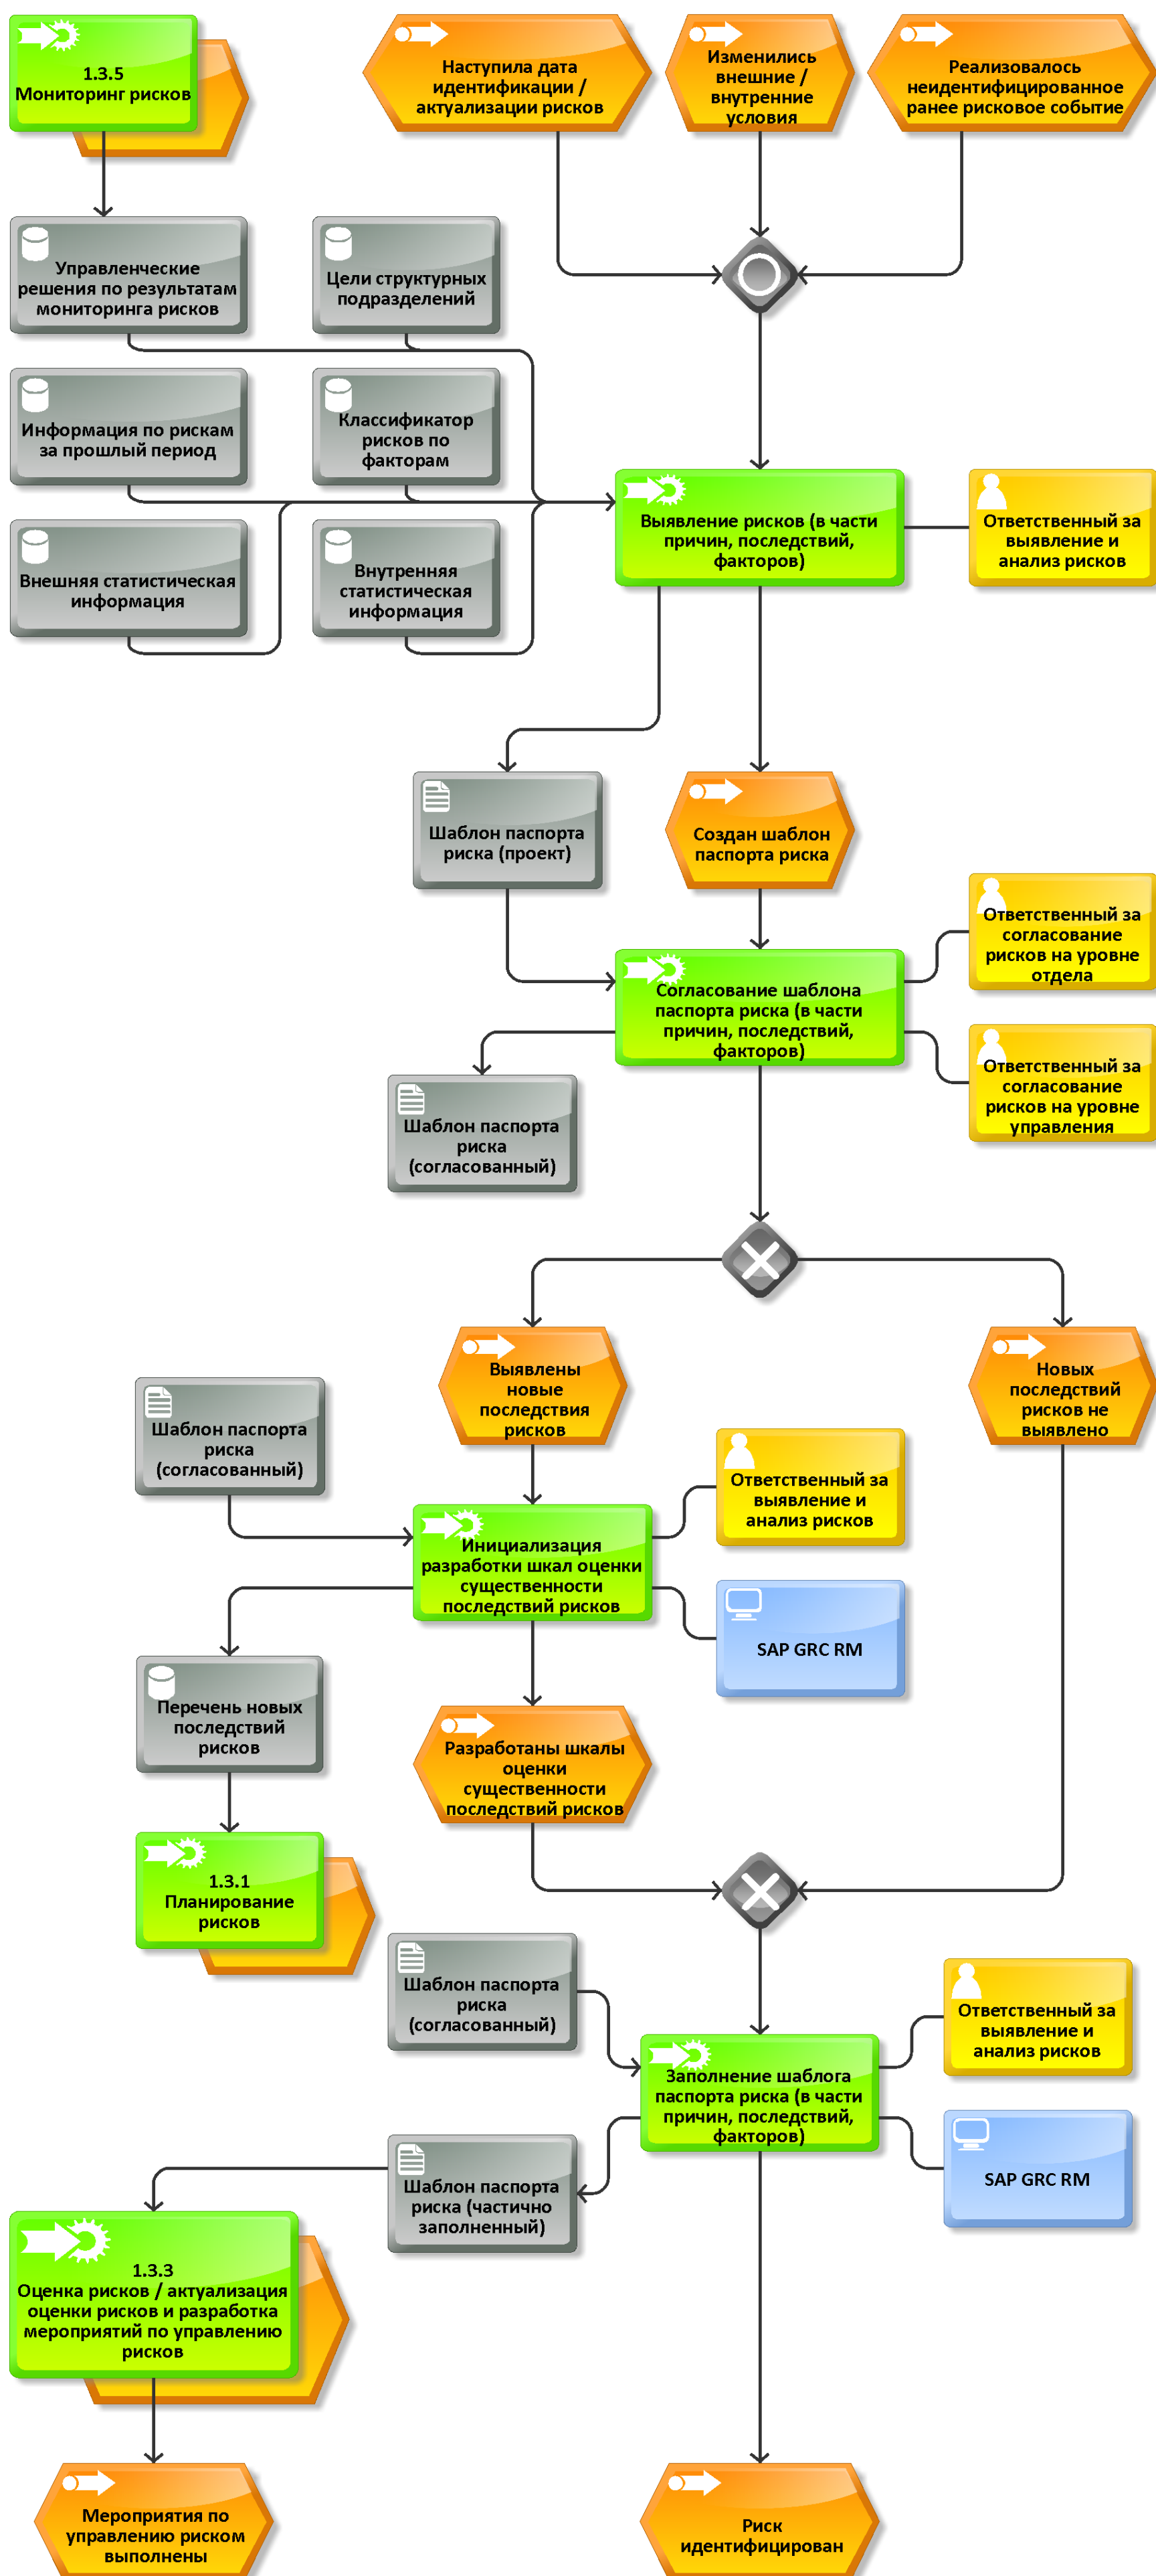 1.3.5
Мониторинг рисков
Наступила дата
идентификации /
актуализации рисков
Изменились
внешние /
внутренние
условия
Реализовалось
неидентифицированное
ранее рисковое событие
Управленческие
решения по результатам
мониторинга рисков
Цели структурных
подразделений
Информация по рискам
за прошлый период
Классификатор
рисков по
факторам
Внешняя статистическая
информация
Внутренняя
статистическая
информация
Выявление рисков (в части
причин, последствий,
факторов)
Ответственный за
выявление и
анализ рисков
Шаблон паспорта
риска (проект)
Создан шаблон
паспорта риска
Ответственный за
согласование
рисков на уровне
отдела
Согласование шаблона
паспорта риска (в части
причин, последствий,
факторов)
Ответственный за
согласование
рисков на уровне
управления
Шаблон паспорта
риска
(согласованный)
Выявлены
новые
последствия
рисков
Новых
последствий
рисков не
выявлено
Шаблон паспорта
риска
(согласованный)
Ответственный за
выявление и
анализ рисков
Инициализация
разработки шкал оценки
существенности
последствий рисков
SAP GRC RM
Перечень новых
последствий
рисков
Разработаны шкалы
оценки
существенности
последствий рисков
1.3.1
Планирование
рисков
Шаблон паспорта
риска
(согласованный)
Ответственный за
выявление и
анализ рисков
Заполнение шаблога
паспорта риска (в части
причин, последствий,
факторов)
SAP GRC RM
Шаблон паспорта
риска (частично
заполненный)
1.3.3
Оценка рисков / актуализация
оценки рисков и разработка
мероприятий по управлению
рисков
Мероприятия по
управлению риском
выполнены
Риск
идентифицирован